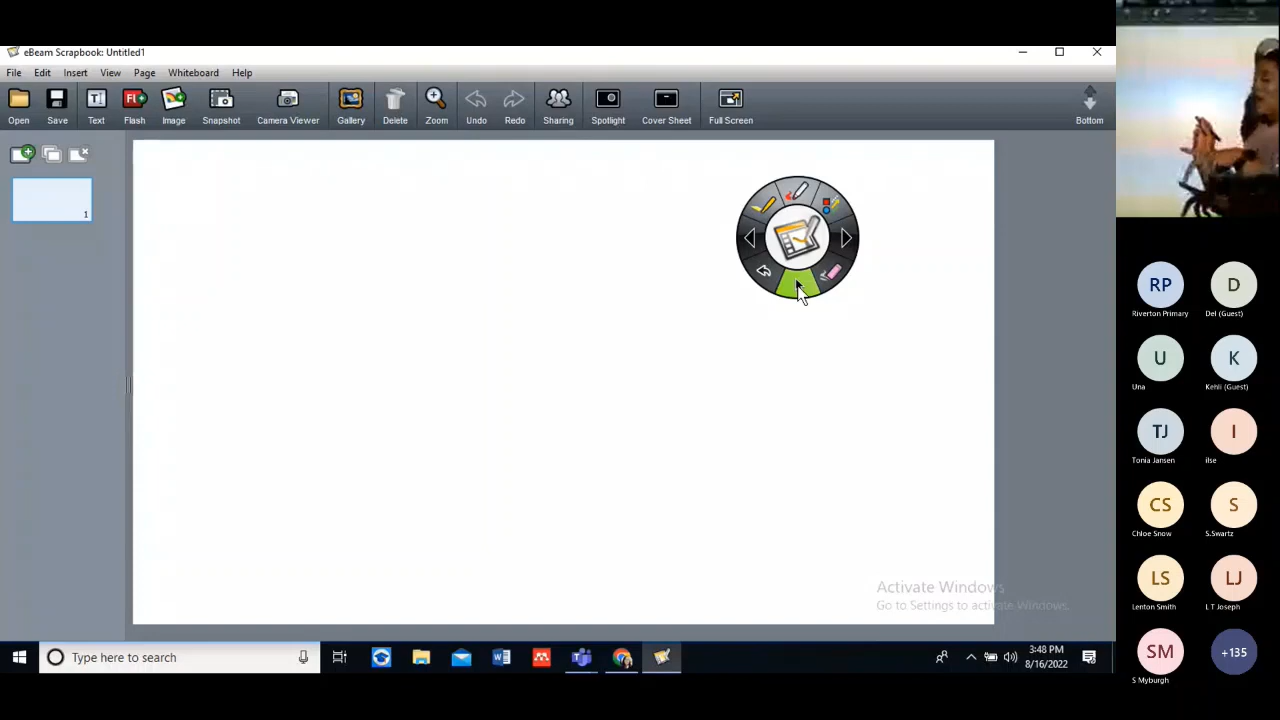 eBeam Scrapbook: Untitled1
File Edit Insert View Page Whiteboard Help
Open Save Text Flash Image Snapshot Camera Viewer Gallery Delete Zoom Undo Redo Sharing Spotlight Cover Sheet Full Screen Bottom
1
Activate Windows
Go to Settings to activate Windows.
Type here to search
3:48 PM
8/16/2022
RP D
Riverton Primary Del (Guest)
U K
Una Kehli (Guest)
TJ I
Tonia Jansen ilse
CS S
Chloe Snow S.Swartz
LS LJ
Lenton Smith L T Joseph
SM +135
S Myburgh